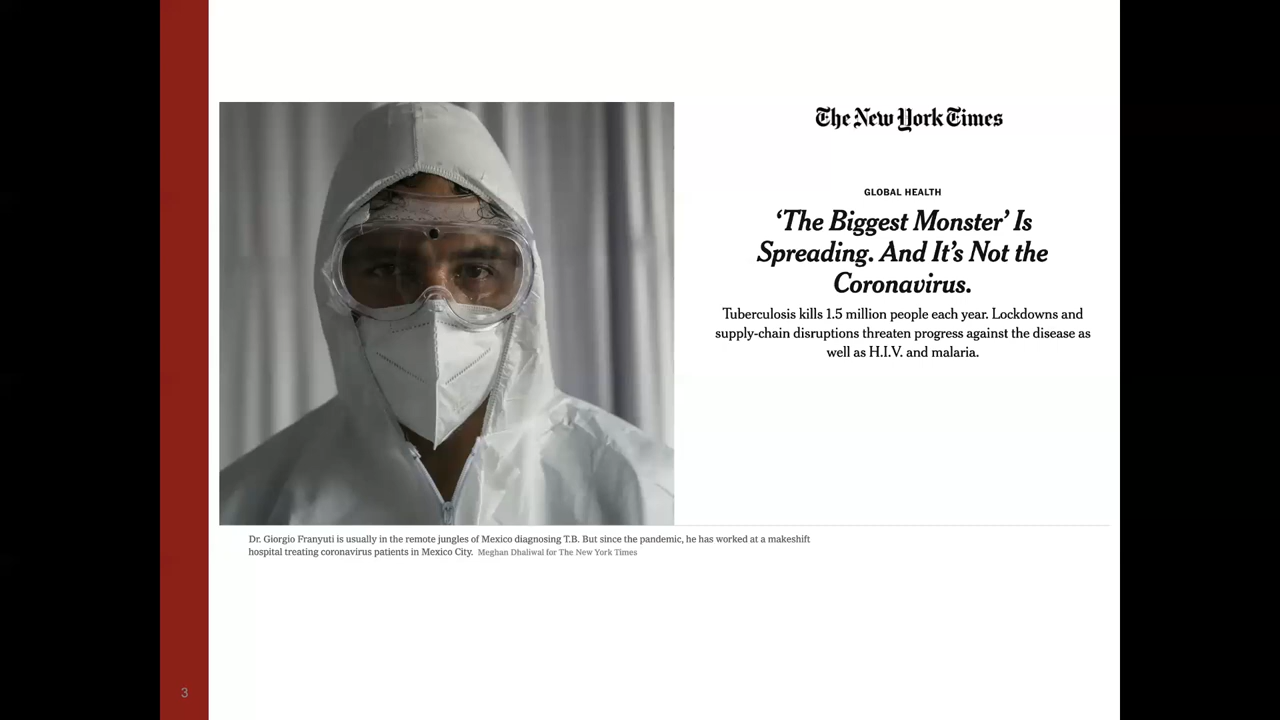 The New York Times
GLOBAL HEALTH
‘The Biggest Monster’ Is
Spreading. And It’s Not the
Coronavirus.
Tuberculosis kills 1.5 million people each year. Lockdowns and
supply-chain disruptions threaten progress against the disease as
well as H.I.V. and malaria.
Dr. Giorgio Franyuti is usually in the remote jungles of Mexico diagnosing T.B. But since the pandemic, he has worked at a makeshift
hospital treating coronavirus patients in Mexico City. Meghan Dhaliwal for The New York Times
3